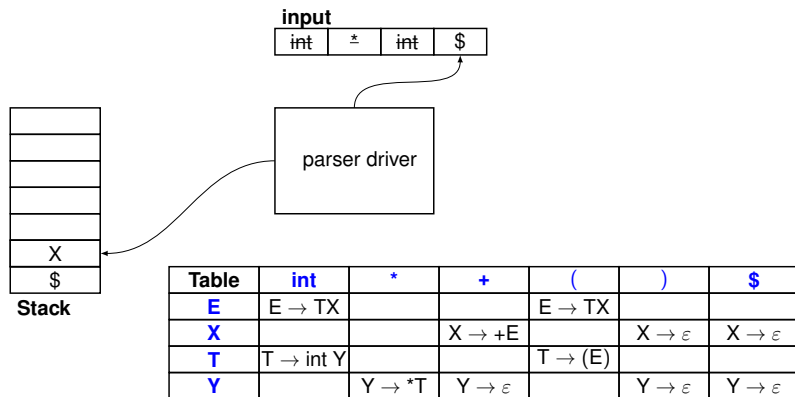 input
int * int $
parser driver
X
$
Stack
Table int * + ( ) $
E E → TX E → TX
X X → +E X → ε X → ε
T T → int Y T → (E)
Y Y → *T Y → ε Y → ε Y → ε